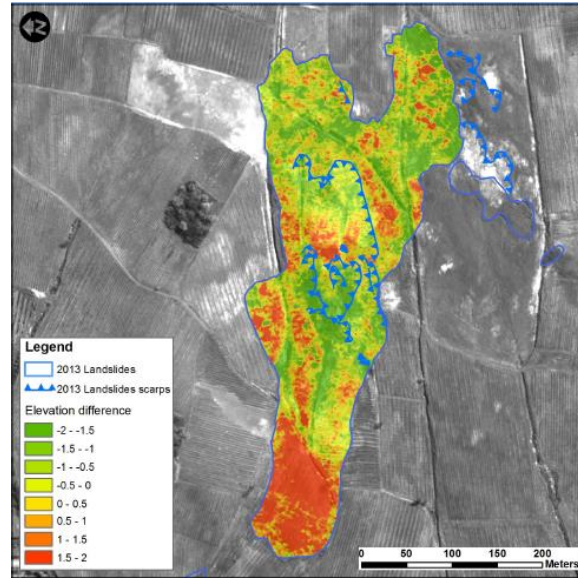 N
Legend
2013 Landslides
2013 Landslides scarps
Elevation difference
-2 - -1.5
-1.5 - -1
-1 - -0.5
-0.5 - 0
0 - 0.5
0.5 - 1
1 - 1.5
1.5 - 2
0 50 100 150 200
Meters